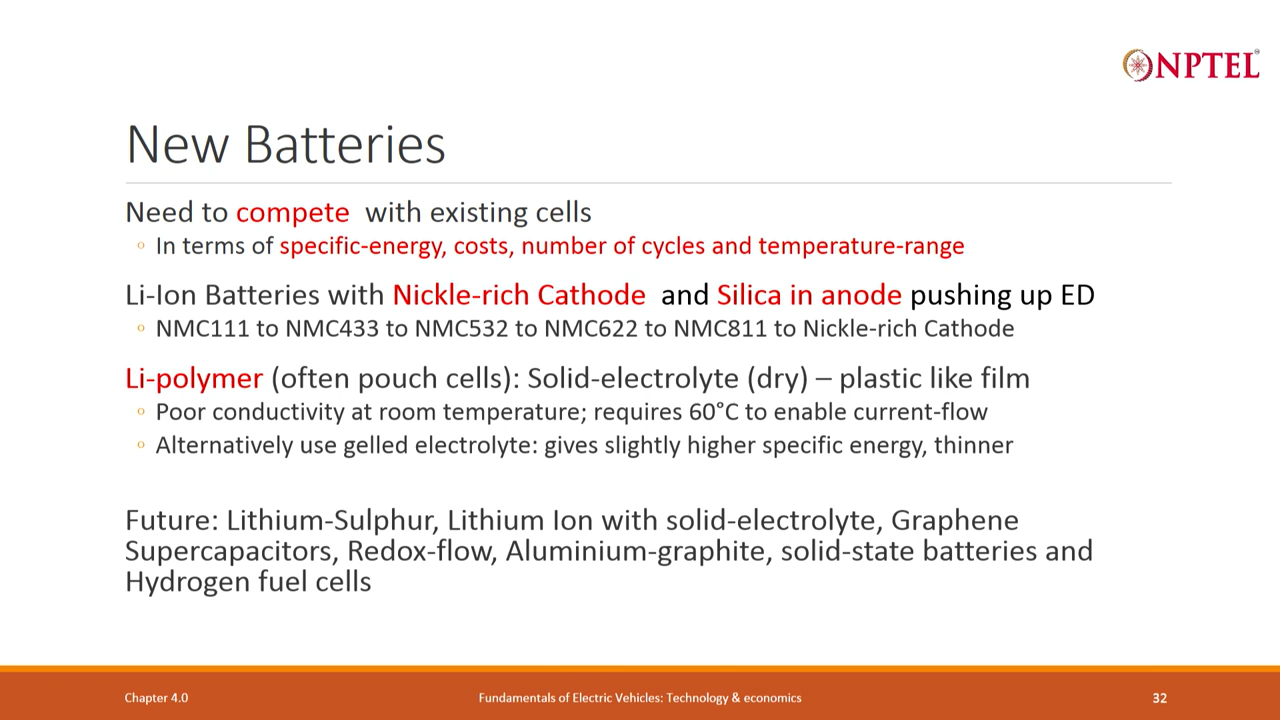 NPTEL
New Batteries
Need to compete with existing cells
◦ In terms of specific-energy, costs, number of cycles and temperature-range
Li-Ion Batteries with Nickle-rich Cathode and Silica in anode pushing up ED
◦ NMC111 to NMC433 to NMC532 to NMC622 to NMC811 to Nickle-rich Cathode
Li-polymer (often pouch cells): Solid-electrolyte (dry) – plastic like film
◦ Poor conductivity at room temperature; requires 60°C to enable current-flow
◦ Alternatively use gelled electrolyte: gives slightly higher specific energy, thinner
Future: Lithium-Sulphur, Lithium Ion with solid-electrolyte, Graphene
Supercapacitors, Redox-flow, Aluminium-graphite, solid-state batteries and
Hydrogen fuel cells
Chapter 4.0
Fundamentals of Electric Vehicles: Technology & economics
32